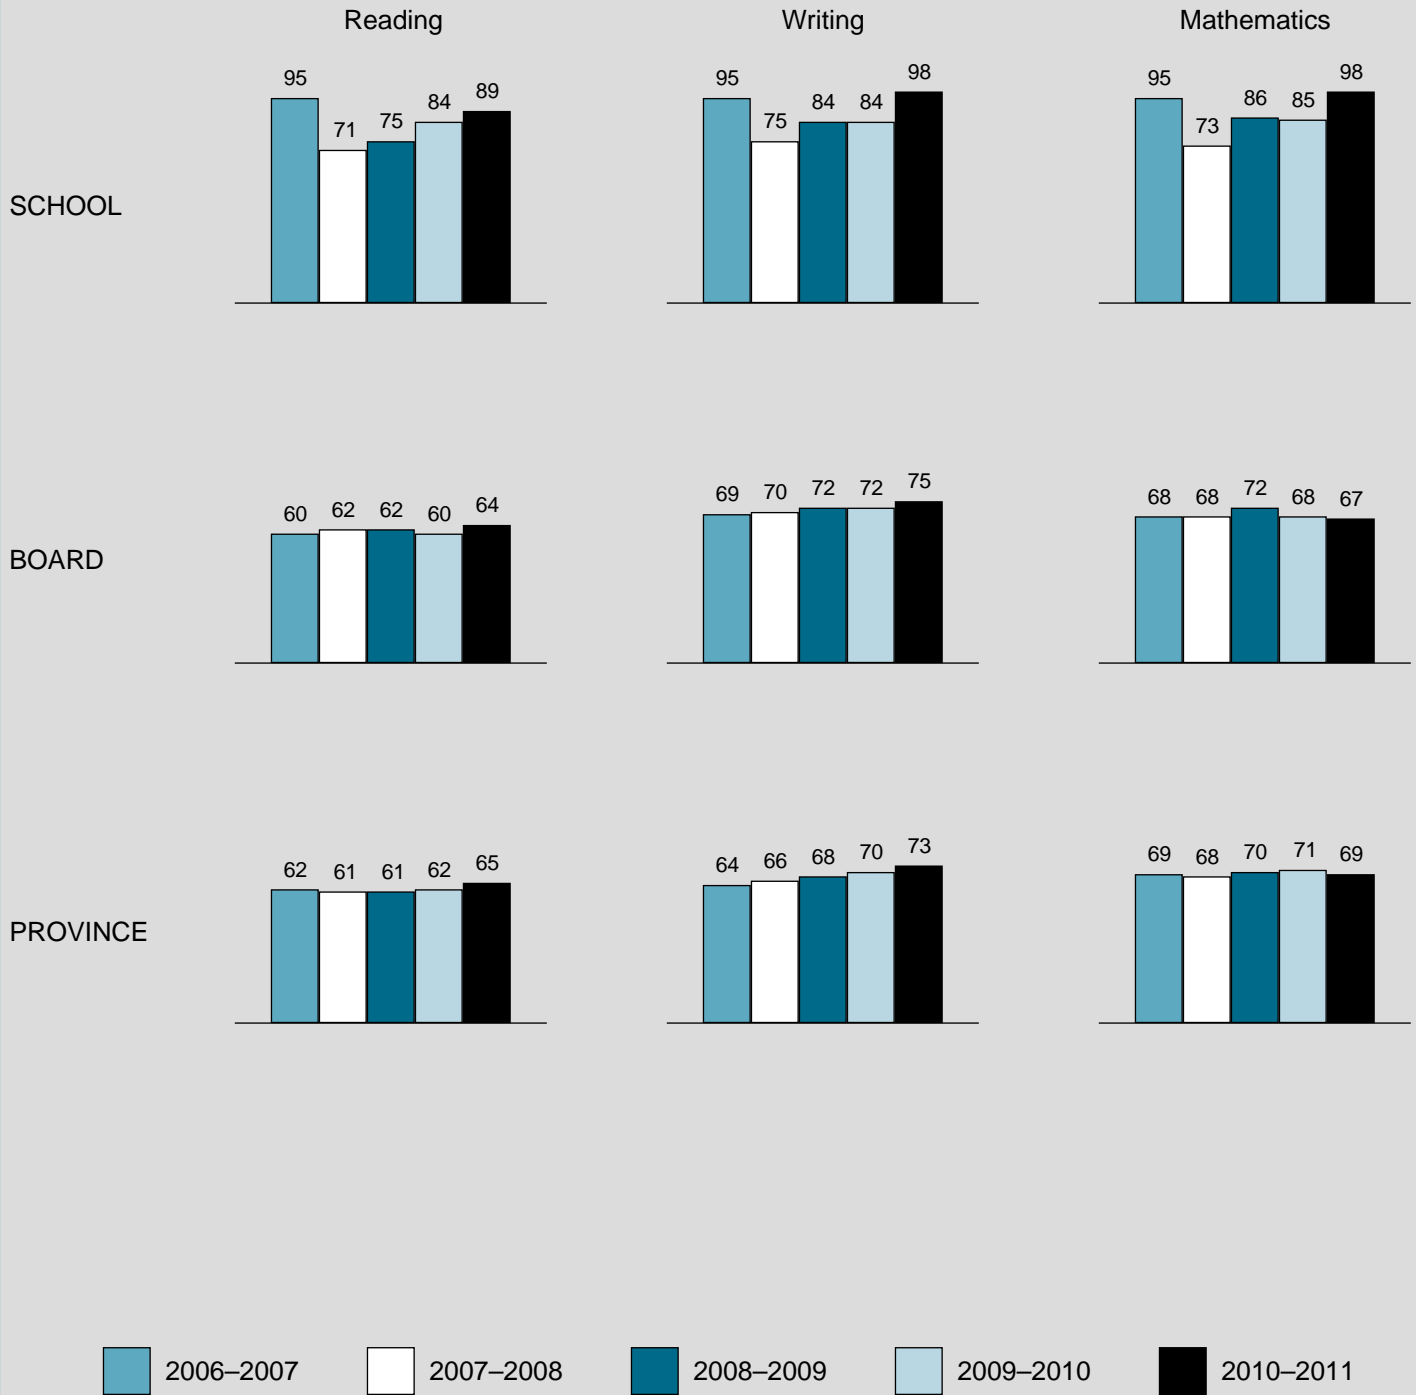 Reading Writing Mathematics
95 71 75 84 89 95 75 84 84 98 95 73 86 85 98
SCHOOL
60 62 62 60 64 69 70 72 72 75 68 68 72 68 67
BOARD
62 61 61 62 65 64 66 68 70 73 69 68 70 71 69
PROVINCE
2006–2007 2007–2008 2008–2009 2009–2010 2010–2011